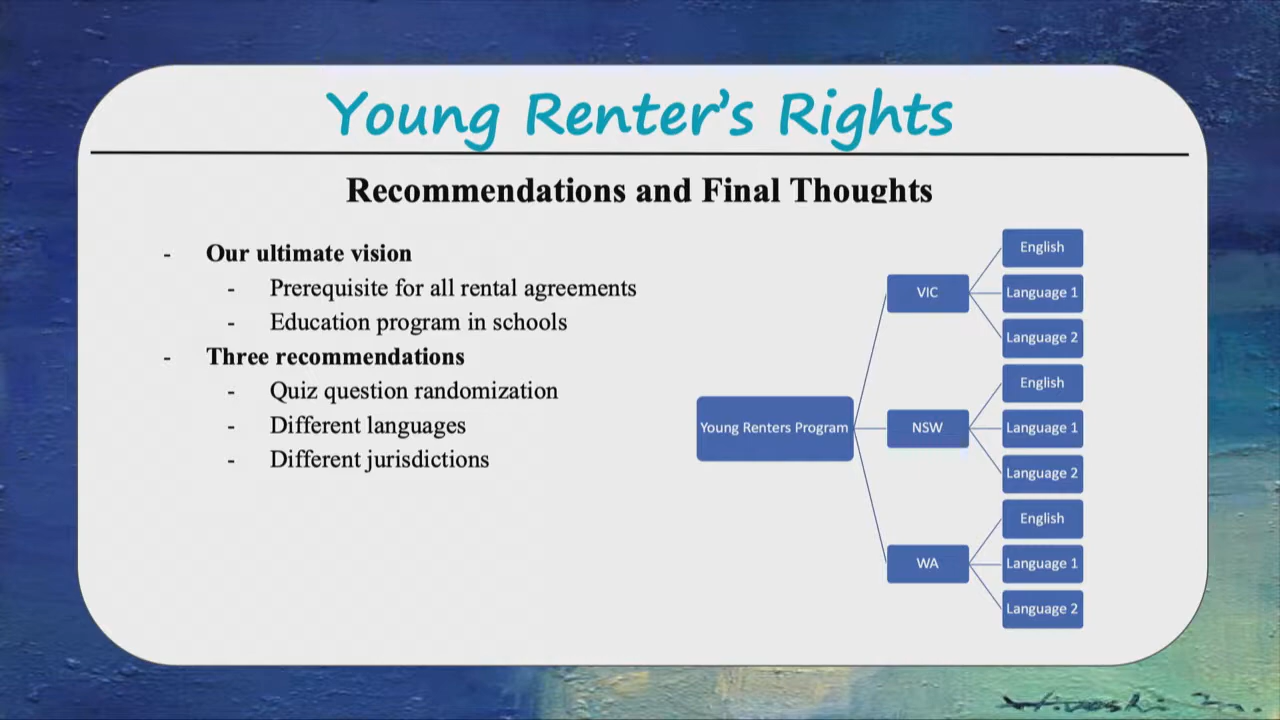 Young Renter's Rights
Recommendations and Final Thoughts
- Our ultimate vision
- Prerequisite for all rental agreements
- Education program in schools
- Three recommendations
- Quiz question randomization
- Different languages
- Different jurisdictions
Young Renters Program
VIC
English
Language 1
Language 2
NSW
English
Language 1
Language 2
WA
English
Language 1
Language 2